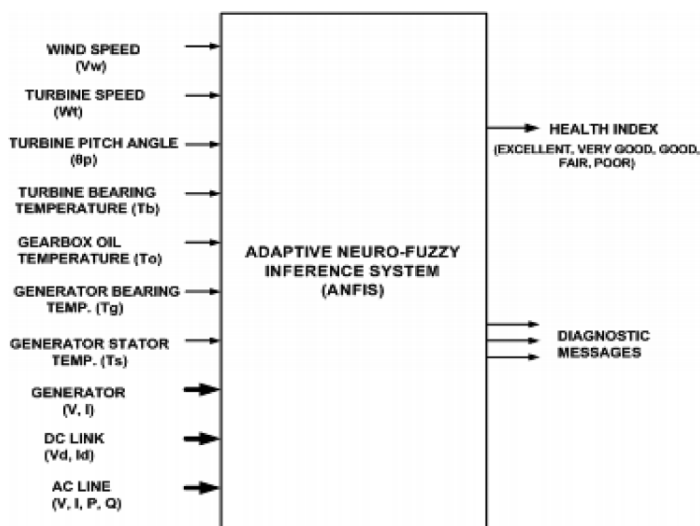 WIND SPEED
(Vw)
TURBINE SPEED
(Wt)
TURBINE PITCH ANGLE
(θp)
TURBINE BEARING
TEMPERATURE (Tb)
GEARBOX OIL
TEMPERATURE (To)
GENERATOR BEARING
TEMP. (Tg)
GENERATOR STATOR
TEMP. (Ts)
GENERATOR
(V, I)
DC LINK
(Vd, Id)
AC LINE
(V, I, P, Q)
ADAPTIVE NEURO-FUZZY
INFERENCE SYSTEM
(ANFIS)
HEALTH INDEX
(EXCELLENT, VERY GOOD, GOOD,
FAIR, POOR)
DIAGNOSTIC
MESSAGES